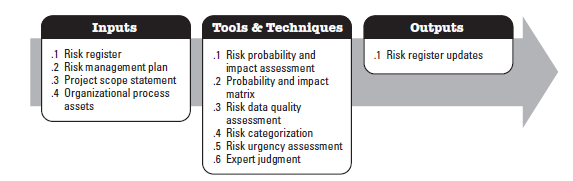 Inputs
.1 Risk register
.2 Risk management plan
.3 Project scope statement
.4 Organizational process
assets
Tools & Techniques
.1 Risk probability and
impact assessment
.2 Probability and impact
matrix
.3 Risk data quality
assessment
.4 Risk categorization
.5 Risk urgency assessment
.6 Expert judgment
Outputs
.1 Risk register updates